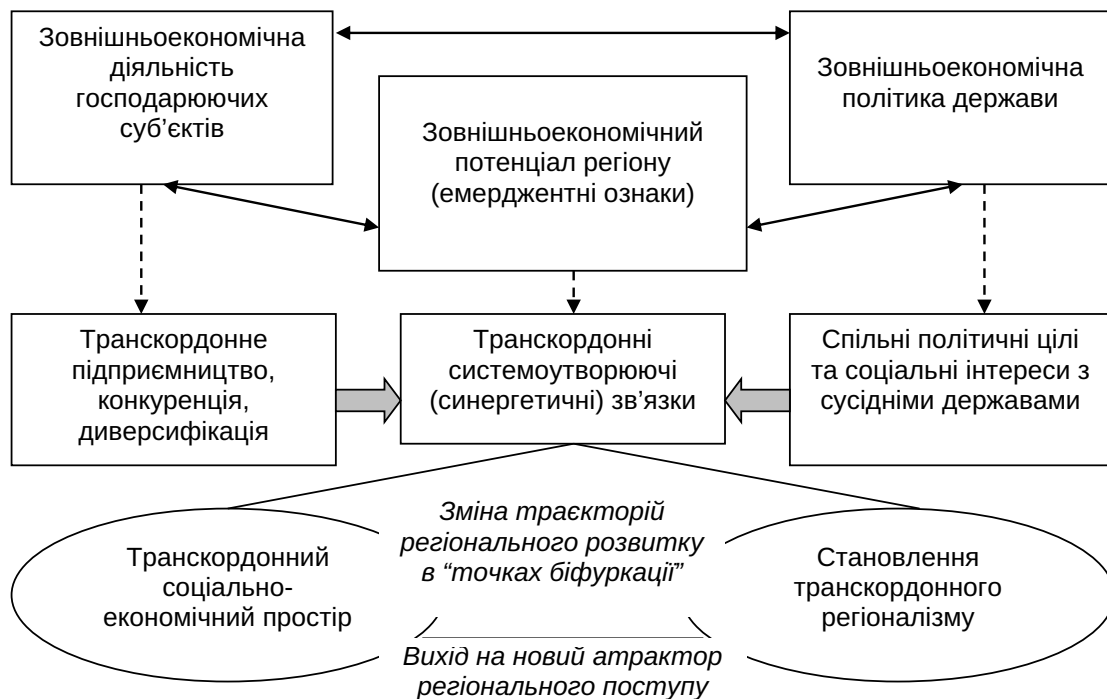 Зовнішньоекономічна
діяльність
господарюючих
суб’єктів
Зовнішньоекономічний
потенціал регіону
(емерджентні ознаки)
Зовнішньоекономічна
політика держави
Транскордонне
підприємництво,
конкуренція,
диверсифікація
Транскордонні
системоутворюючі
(синергетичні) зв’язки
Спільні політичні цілі
та соціальні інтереси з
сусідніми державами
Транскордонний
соціально-
економічний простір
Зміна траєкторій
регіонального розвитку
в “точках біфуркації”
Становлення
транскордонного
регіоналізму
Вихід на новий атрактор
регіонального поступу